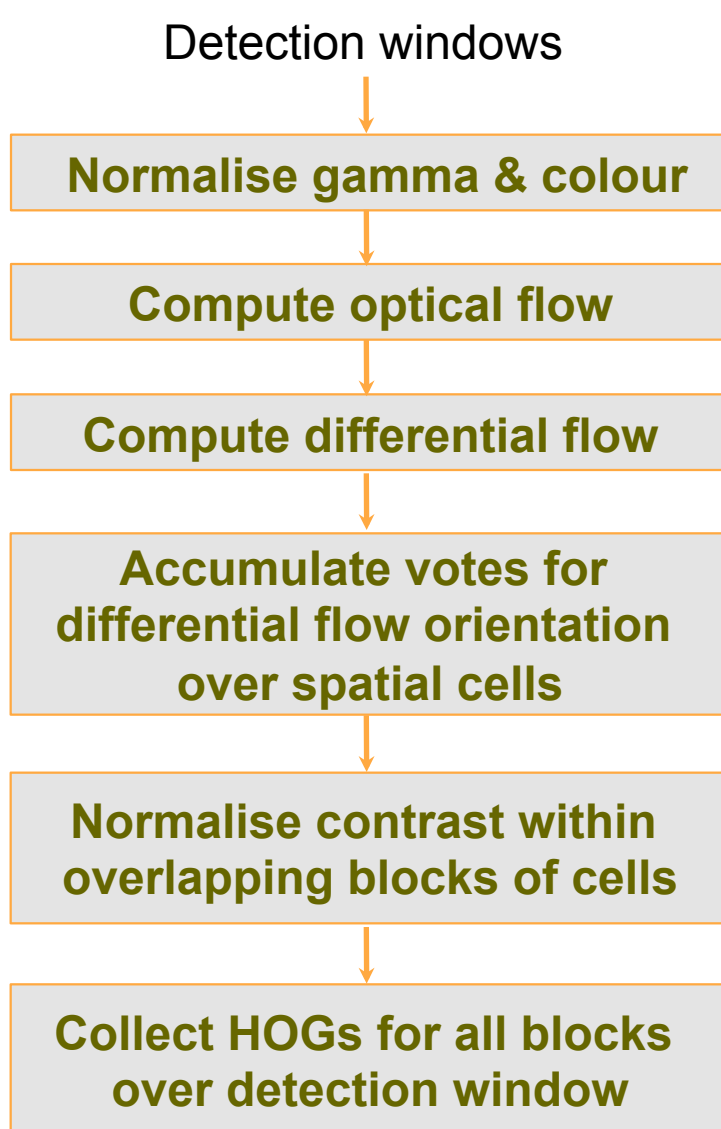 Detection windows
Normalise gamma & colour
Compute optical flow
Compute differential flow
Accumulate votes for
differential flow orientation
over spatial cells
Normalise contrast within
overlapping blocks of cells
Collect HOGs for all blocks
over detection window